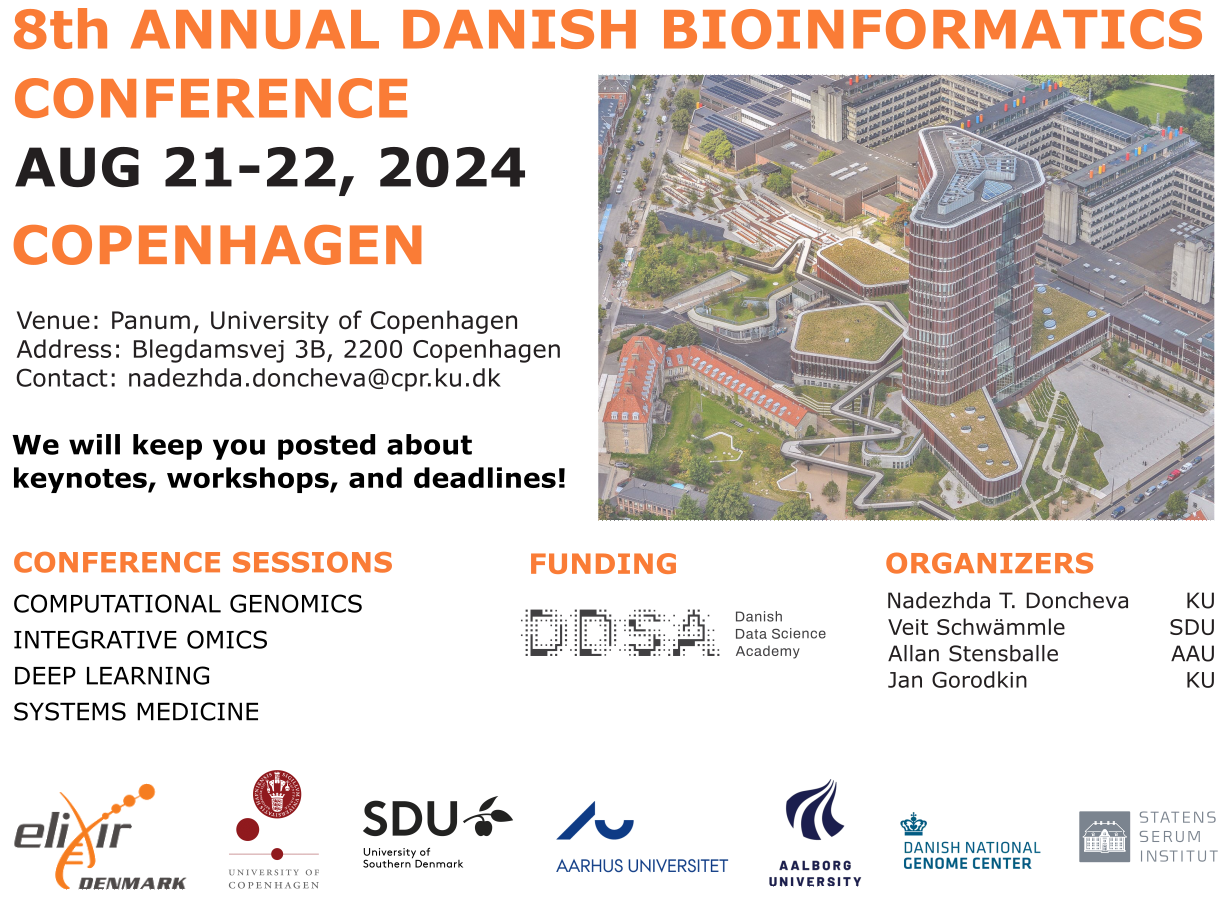 8th ANNUAL DANISH BIOINFORMATICS
CONFERENCE
AUG 21-22, 2024
COPENHAGEN
Venue: Panum, University of Copenhagen
Address: Blegdamsvej 3B, 2200 Copenhagen
Contact: nadezhda.doncheva@cpr.ku.dk
We will keep you posted about
keynotes, workshops, and deadlines!
CONFERENCE SESSIONS
COMPUTATIONAL GENOMICS
INTEGRATIVE OMICS
DEEP LEARNING
SYSTEMS MEDICINE
FUNDING
DDSA
Danish
Data Science
Academy
ORGANIZERS
Nadezhda T. Doncheva KU
Veit Schwämmle SDU
Allan Stensballe AAU
Jan Gorodkin KU
elixir
DENMARK
UNIVERSITY OF
COPENHAGEN
SDU
University of
Southern Denmark
AARHUS UNIVERSITET
AALBORG
UNIVERSITY
DANISH NATIONAL
GENOME CENTER
STATENS
SERUM
INSTITUT